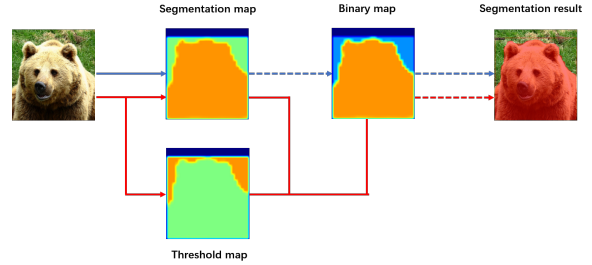 Segmentation map
Binary map
Segmentation result
Threshold map